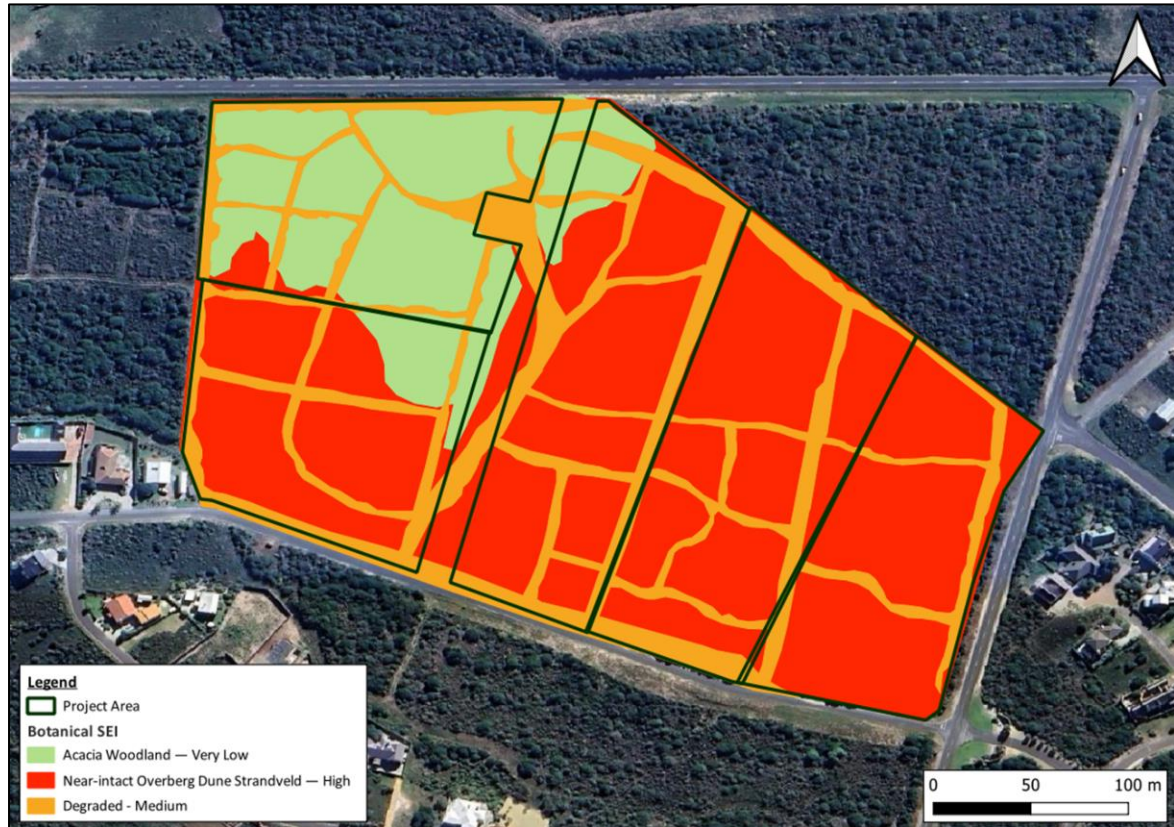 Legend
Project Area
Botanical SEI
Acacia Woodland — Very Low
Near-intact Overberg Dune Strandveld — High
Degraded - Medium
0 50 100 m